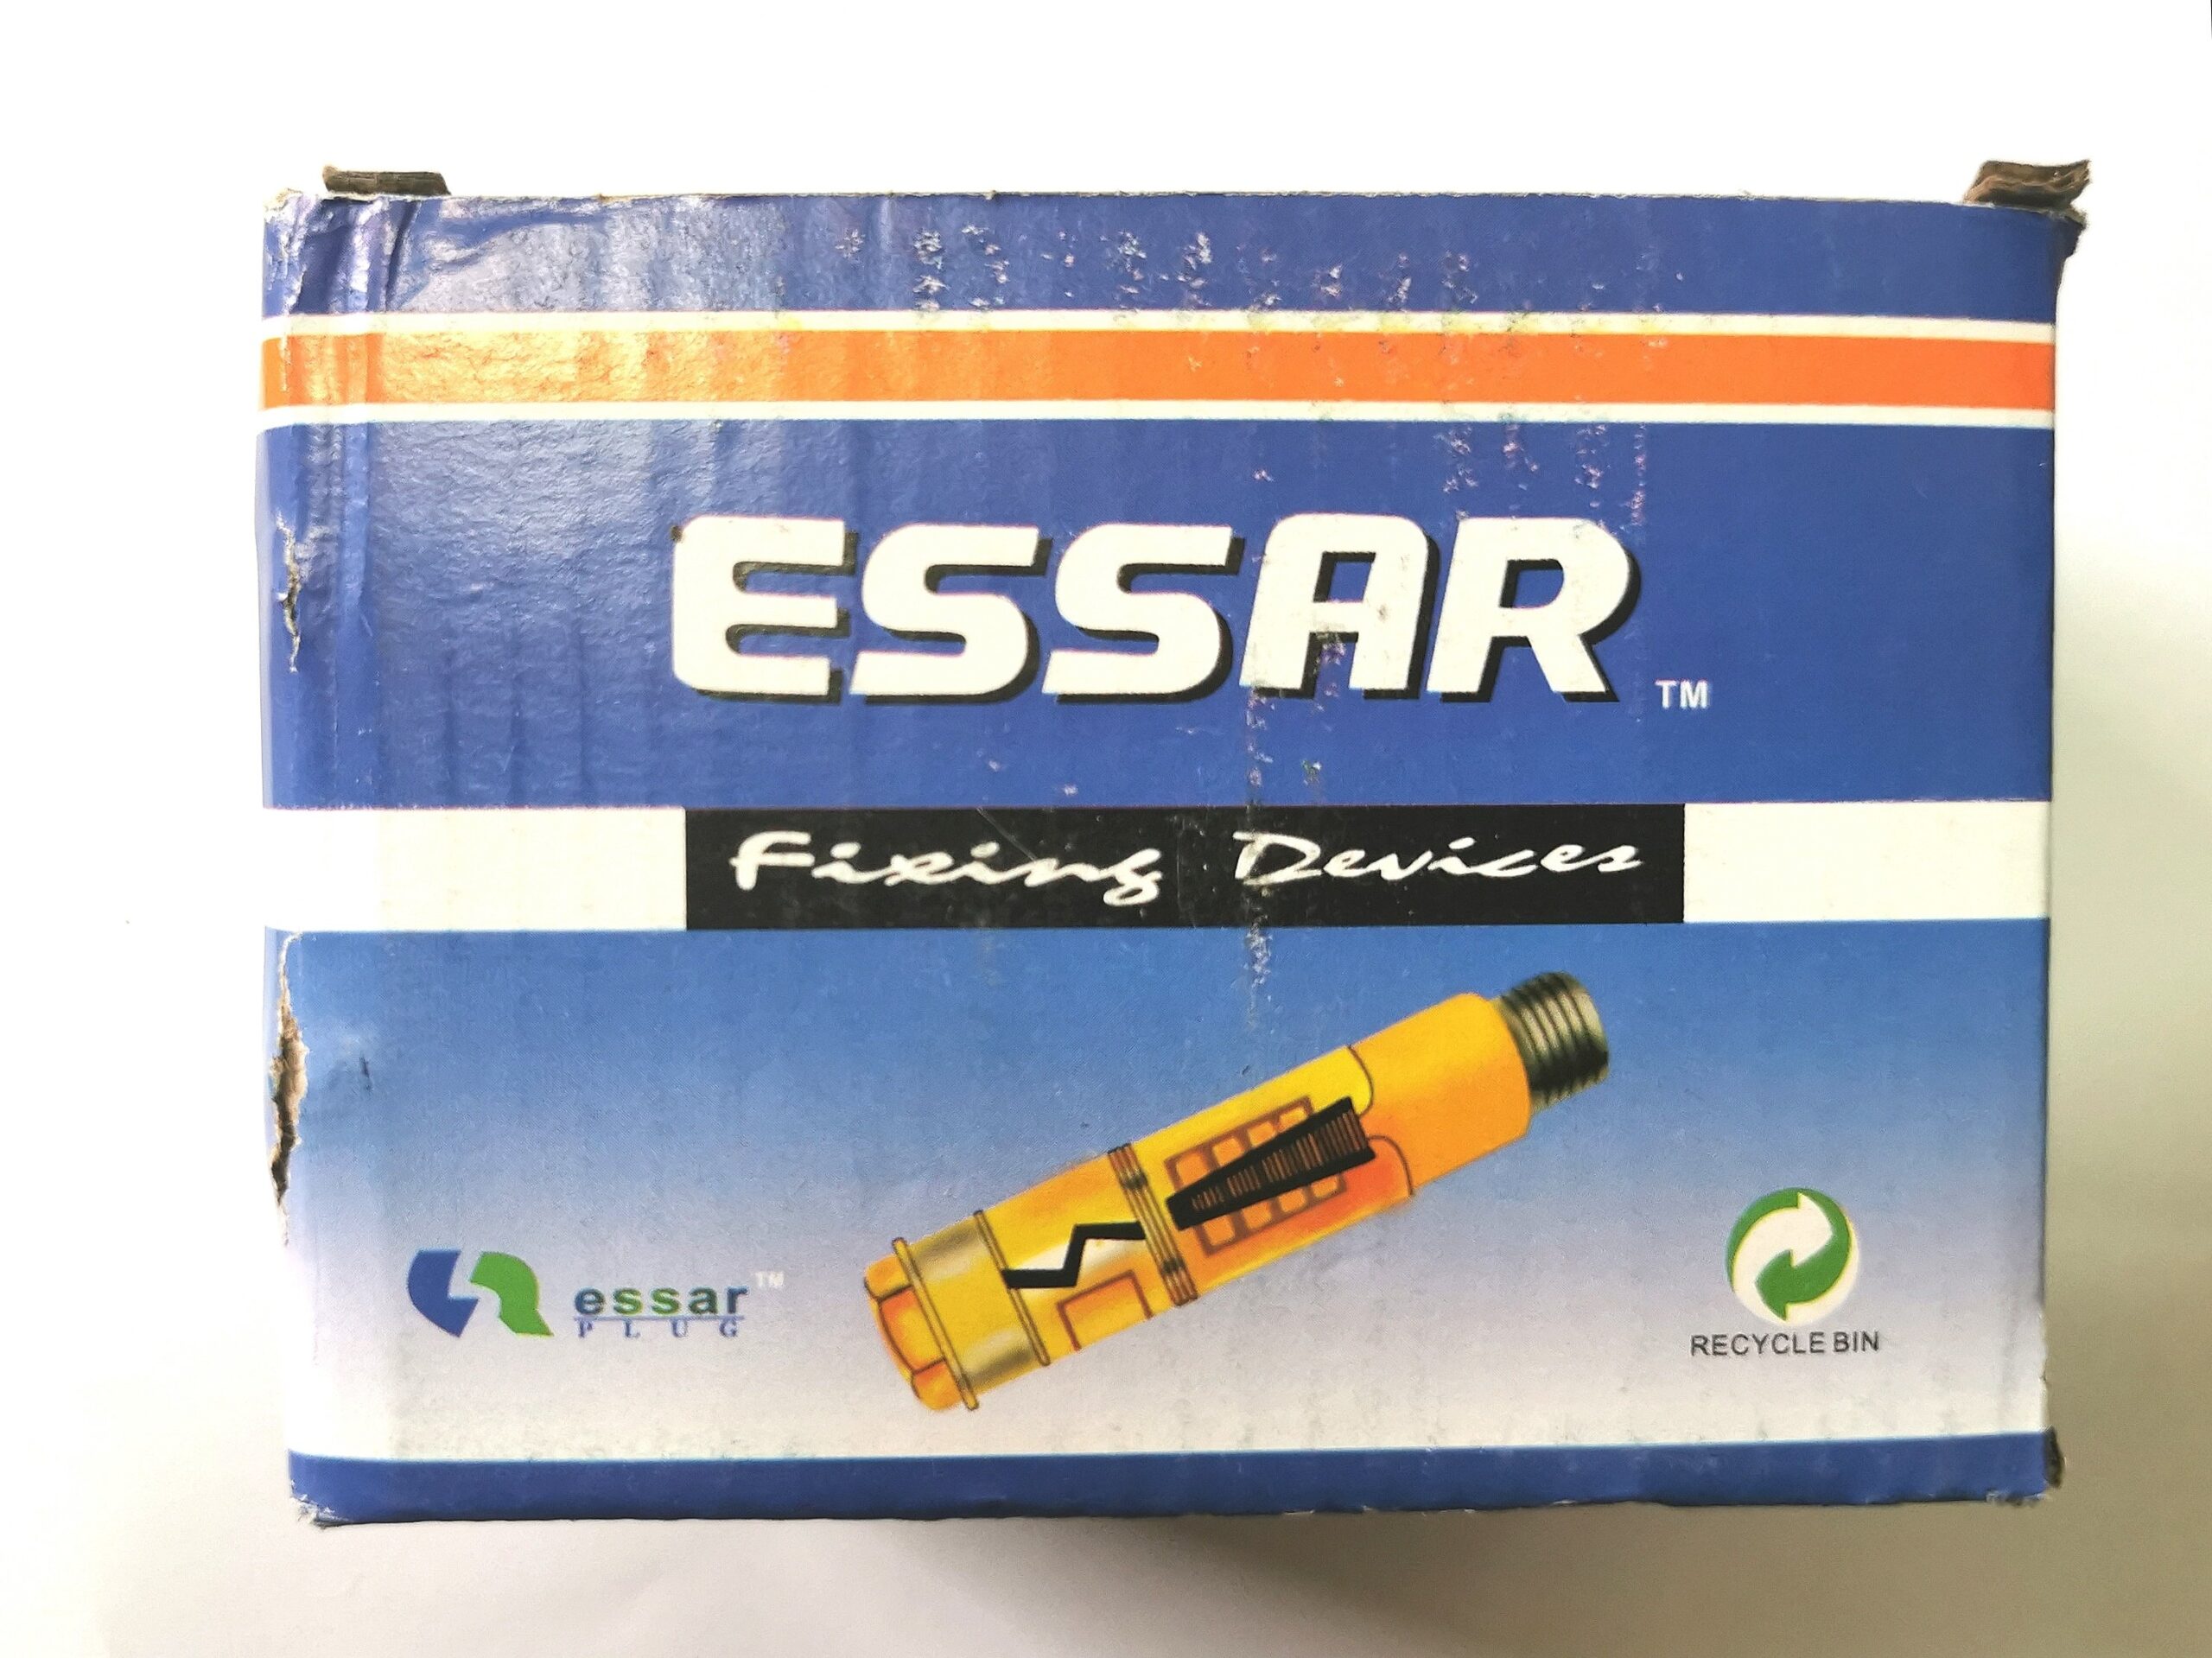 ESSAR TM
Fixing Devices
essar TM
PLUG
RECYCLE BIN